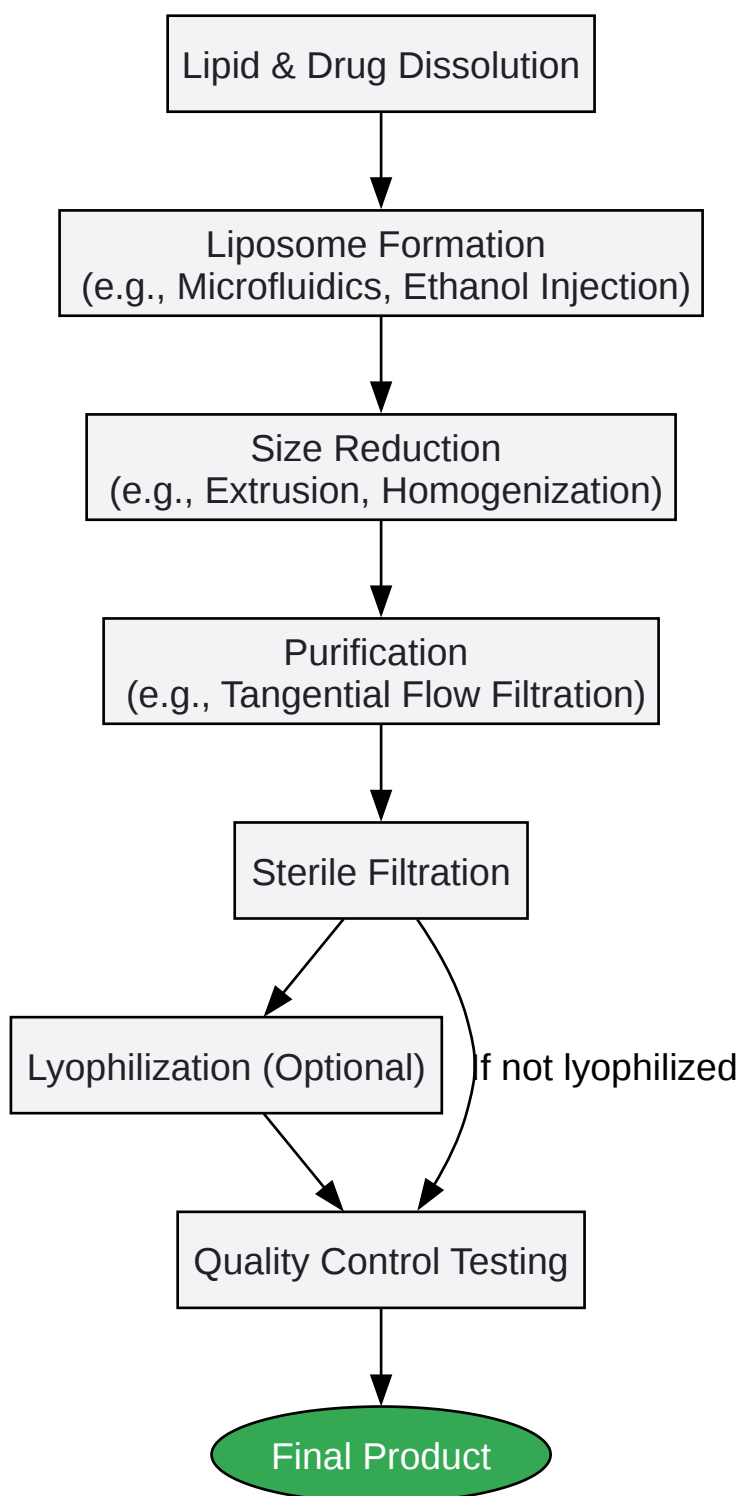 Lipid & Drug Dissolution
Liposome Formation
(e.g., Microfluidics, Ethanol Injection)
Size Reduction
(e.g., Extrusion, Homogenization)
Purification
(e.g., Tangential Flow Filtration)
Sterile Filtration
Lyophilization (Optional)
If not lyophilized
Quality Control Testing
Final Product